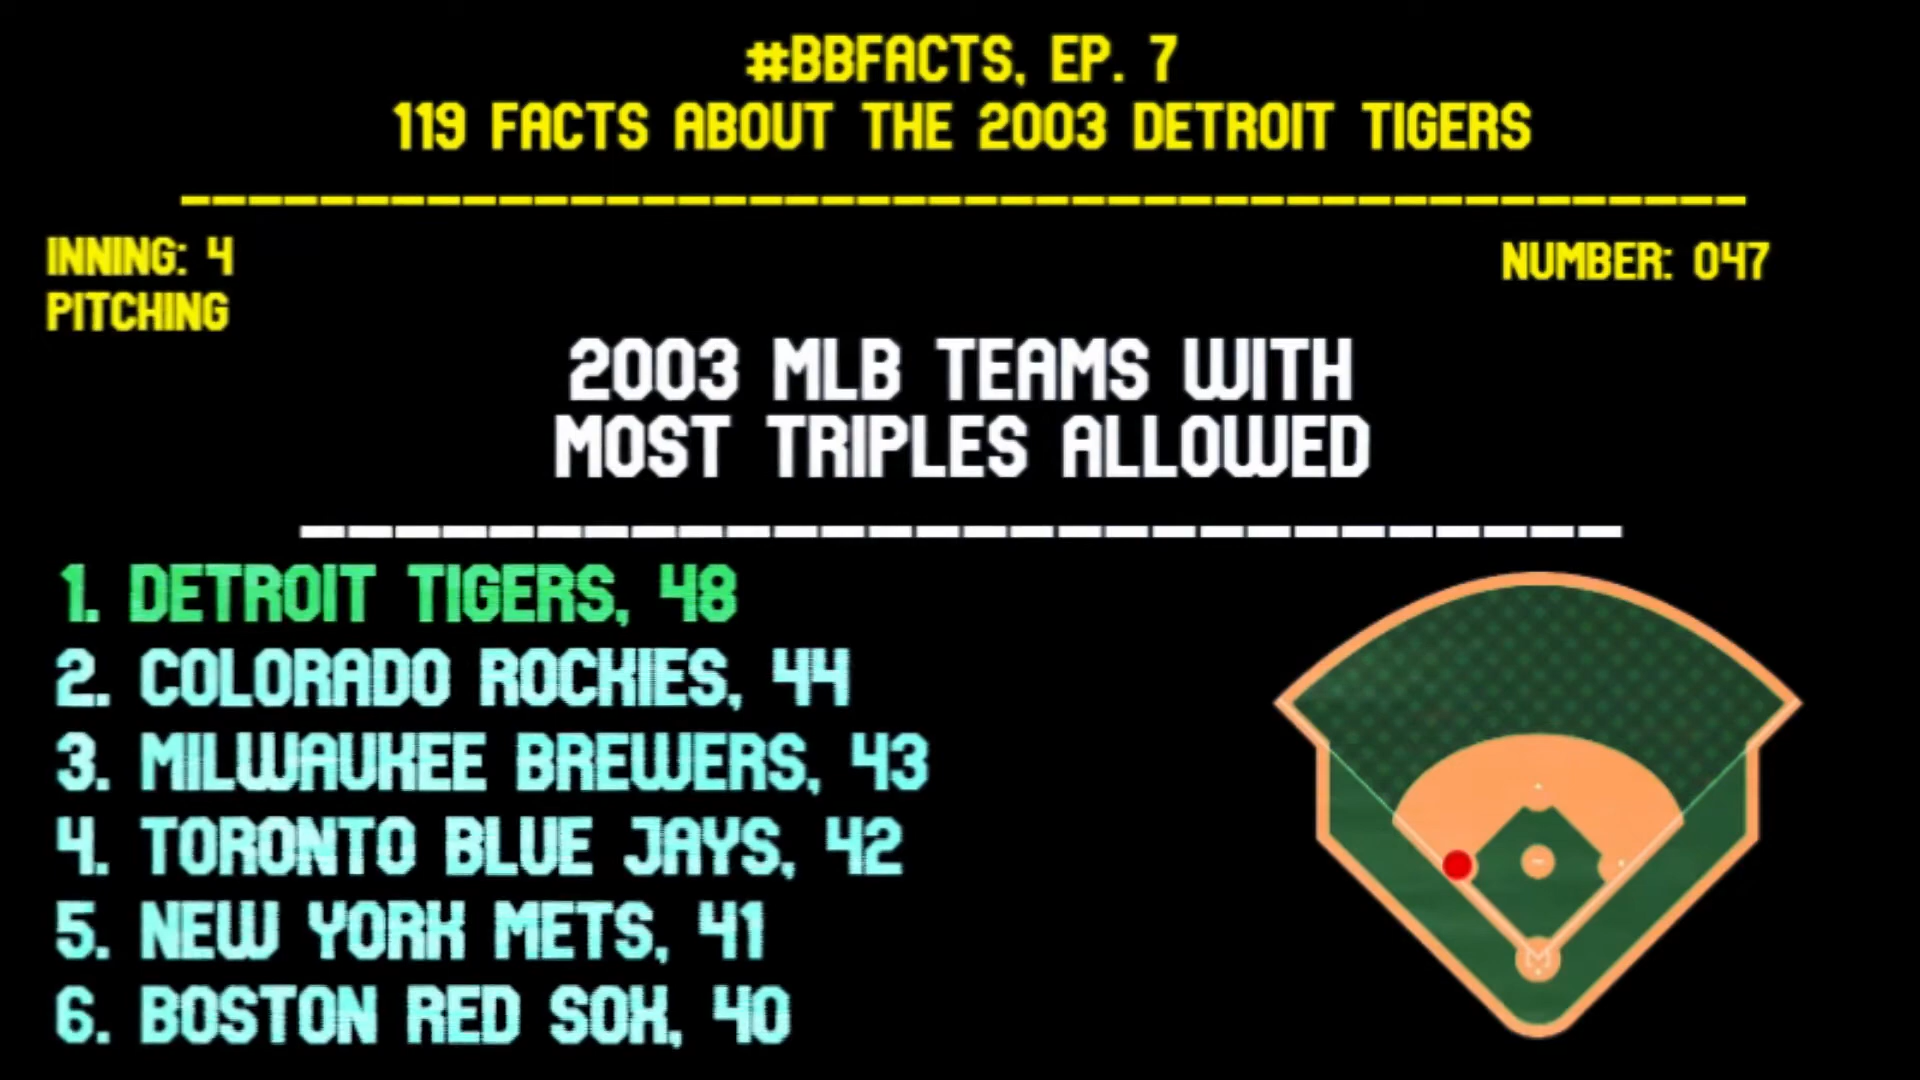 #BBFACTS, EP. 7
119 FACTS ABOUT THE 2003 DETROIT TIGERS
INNING: 4
NUMBER: 047
PITCHING
2003 MLB TEAMS WITH
MOST TRIPLES ALLOWED
1. DETROIT TIGERS, 48
2. COLORADO ROCKIES, 44
3. MILWAUKEE BREWERS, 43
4. TORONTO BLUE JAYS, 42
5. NEW YORK METS, 41
6. BOSTON RED SOX, 40